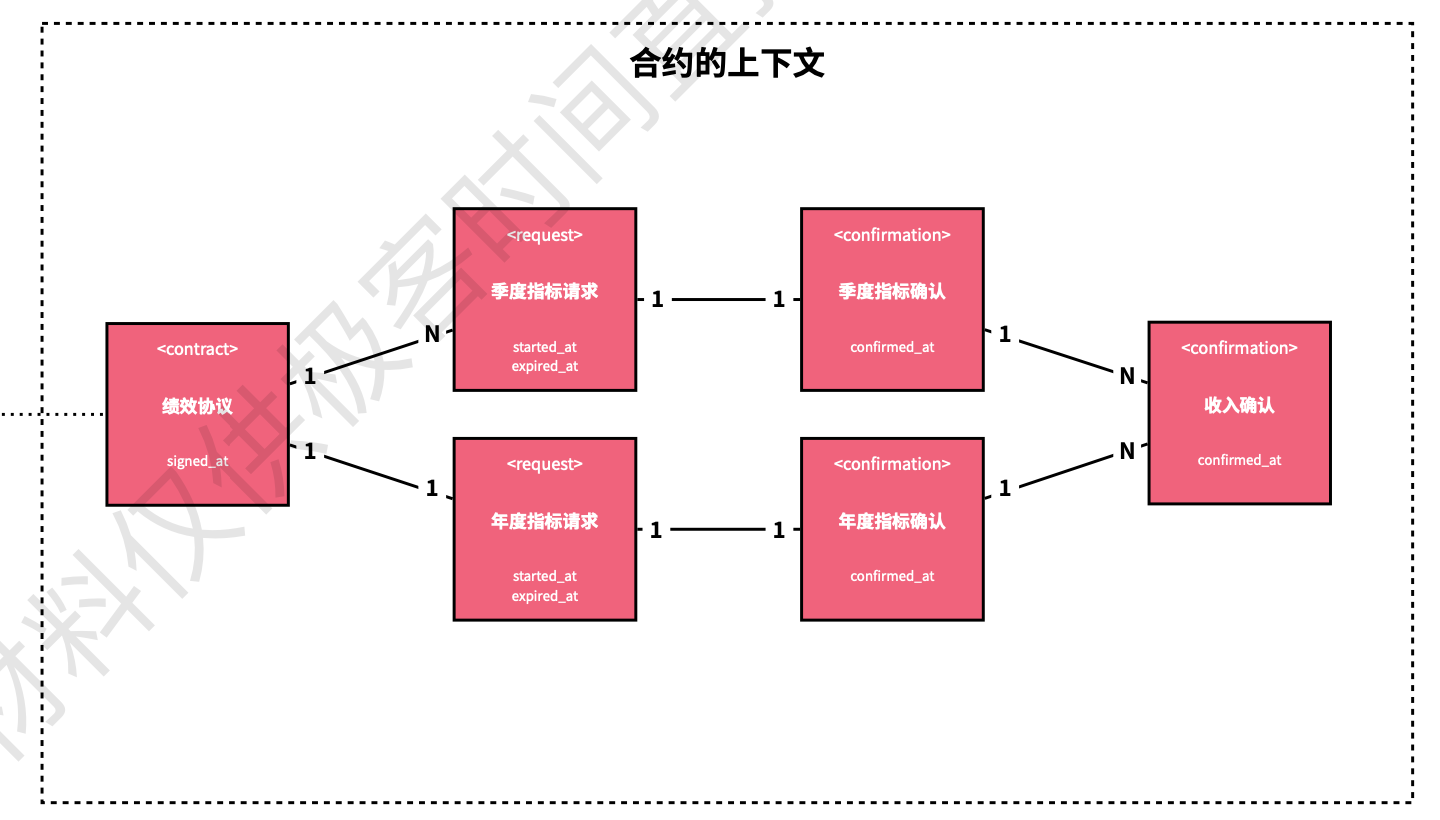 合约的上下文
<contract>
绩效协议
signed_at
1
N
1
1
<request>
季度指标请求
started_at
expired_at
1
1
<confirmation>
季度指标确认
confirmed_at
<request>
年度指标请求
started_at
expired_at
1
1
<confirmation>
年度指标确认
confirmed_at
1
N
1
N
<confirmation>
收入确认
confirmed_at
材料仅供极客时间直